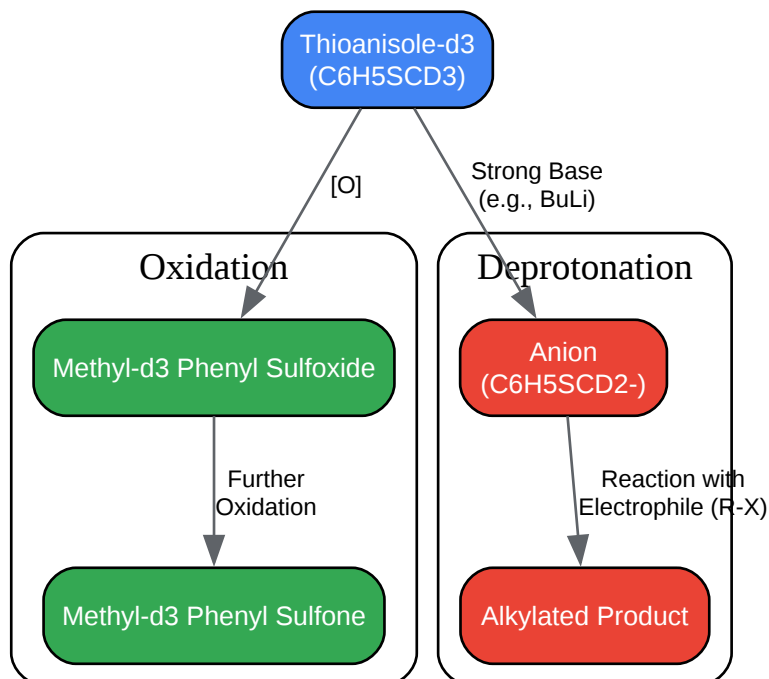 Thioanisole-d3
(C6H5SCD3)
[O]
Strong Base
(e.g., BuLi)
Oxidation
Deprotonation
Methyl-d3 Phenyl Sulfoxide
Anion
(C6H5SCD2-)
Further
Oxidation
Reaction with
Electrophile (R-X)
Methyl-d3 Phenyl Sulfone
Alkylated Product